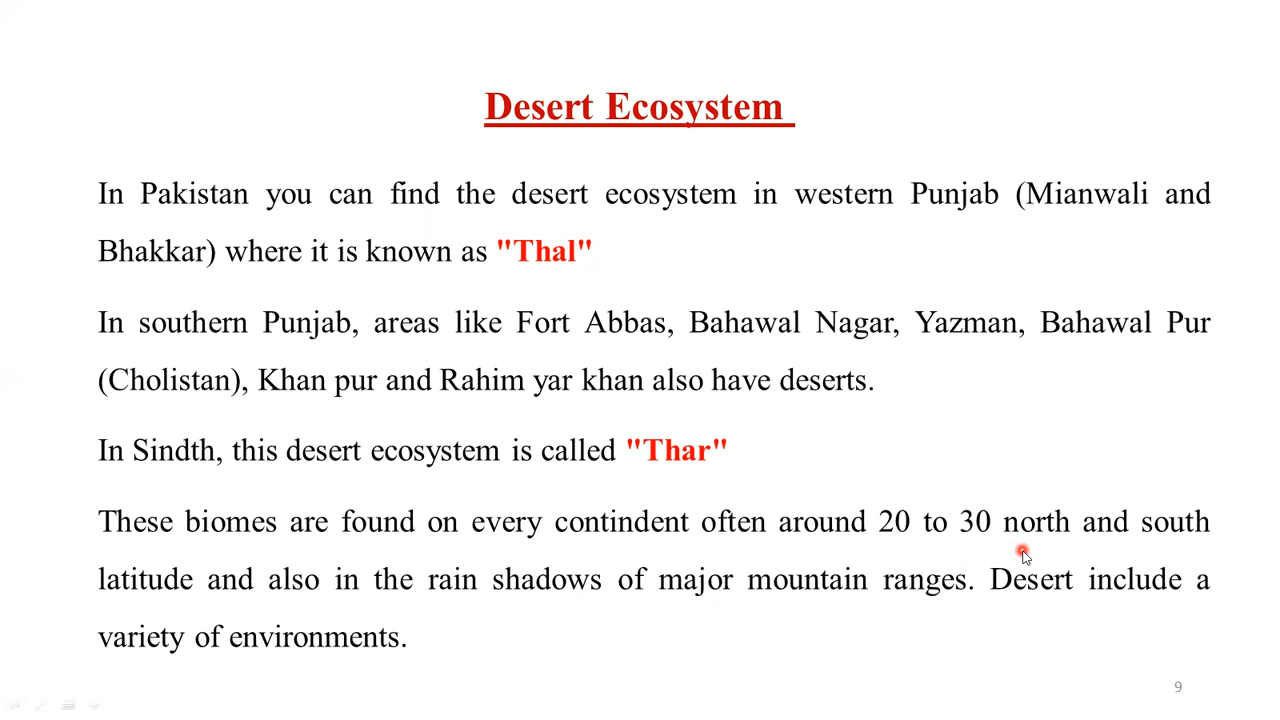 Desert Ecosystem
In Pakistan you can find the desert ecosystem in western Punjab (Mianwali and
Bhakkar) where it is known as "Thal"
In southern Punjab, areas like Fort Abbas, Bahawal Nagar, Yazman, Bahawal Pur
(Cholistan), Khan pur and Rahim yar khan also have deserts.
In Sindth, this desert ecosystem is called "Thar"
These biomes are found on every contindent often around 20 to 30 north and south
latitude and also in the rain shadows of major mountain ranges. Desert include a
variety of environments.
9